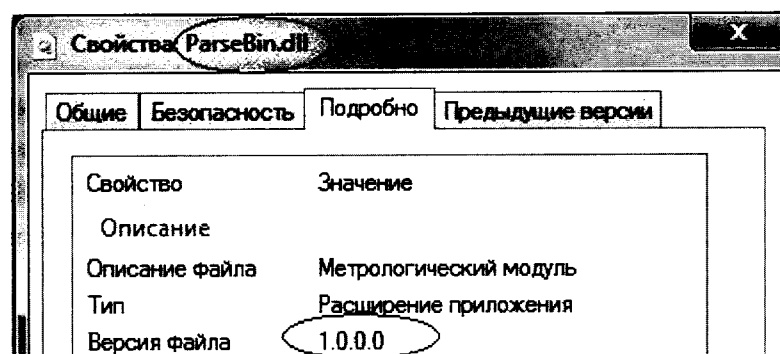 Свойства: ParseBin.dll
Общие Безопасность Подробно Предыдущие версии
Свойство Значение
Описание
Описание файла Метрологический модуль
Тип Расширение приложения
Версия файла 1.0.0.0